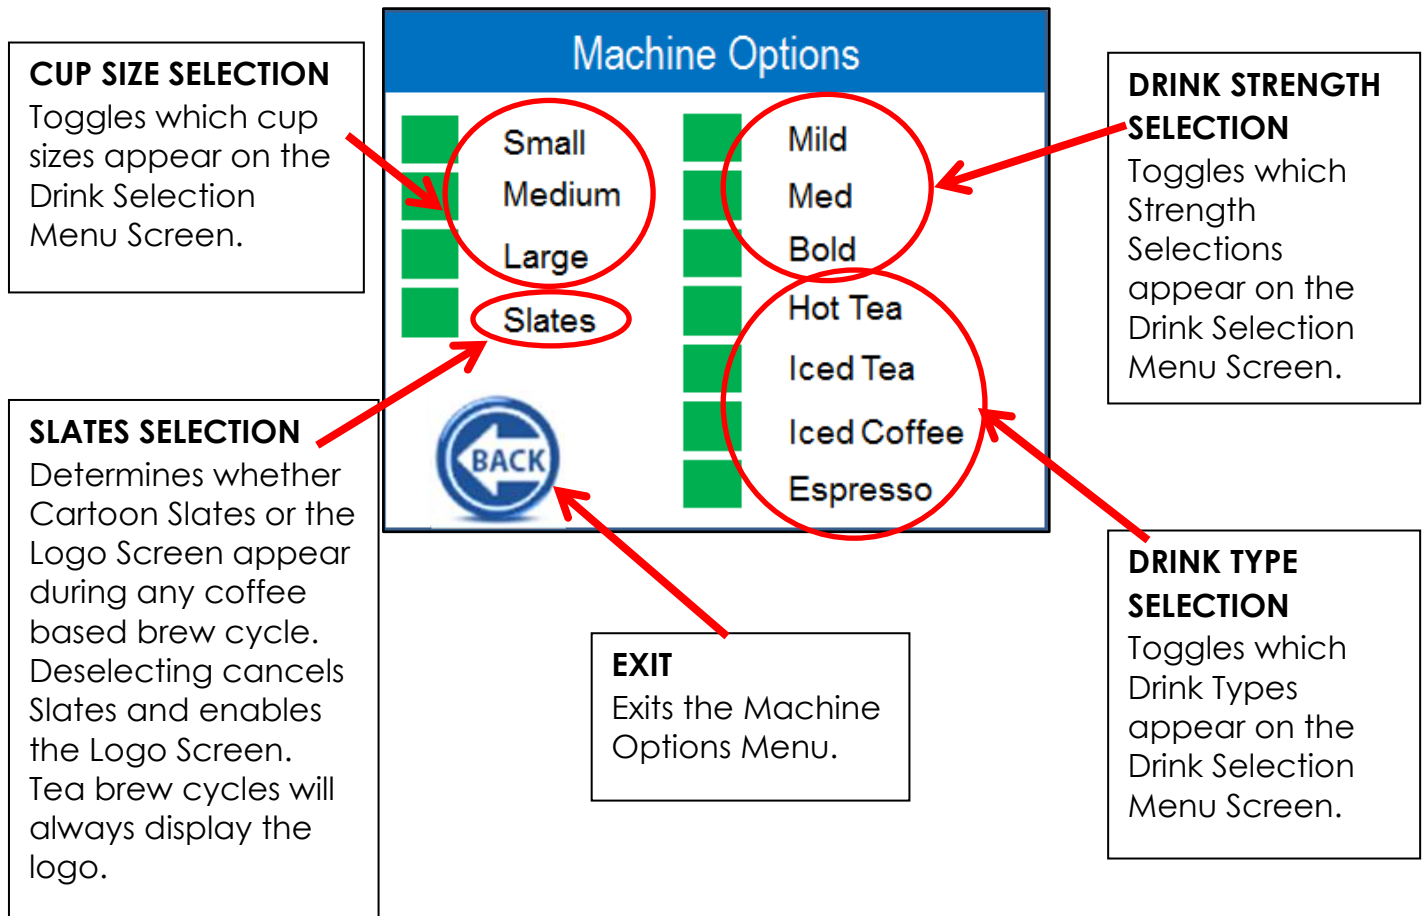 Machine Options
CUP SIZE SELECTION
Toggles which cup
sizes appear on the
Drink Selection
Menu Screen.
Small
Medium
Large
Slates
BACK
Mild
Med
Bold
Hot Tea
Iced Tea
Iced Coffee
Espresso
DRINK STRENGTH
SELECTION
Toggles which
Strength
Selections
appear on the
Drink Selection
Menu Screen.
SLATES SELECTION
Determines whether
Cartoon Slates or the
Logo Screen appear
during any coffee
based brew cycle.
Deselecting cancels
Slates and enables
the Logo Screen.
Tea brew cycles will
always display the
logo.
EXIT
Exits the Machine
Options Menu.
DRINK TYPE
SELECTION
Toggles which
Drink Types
appear on the
Drink Selection
Menu Screen.